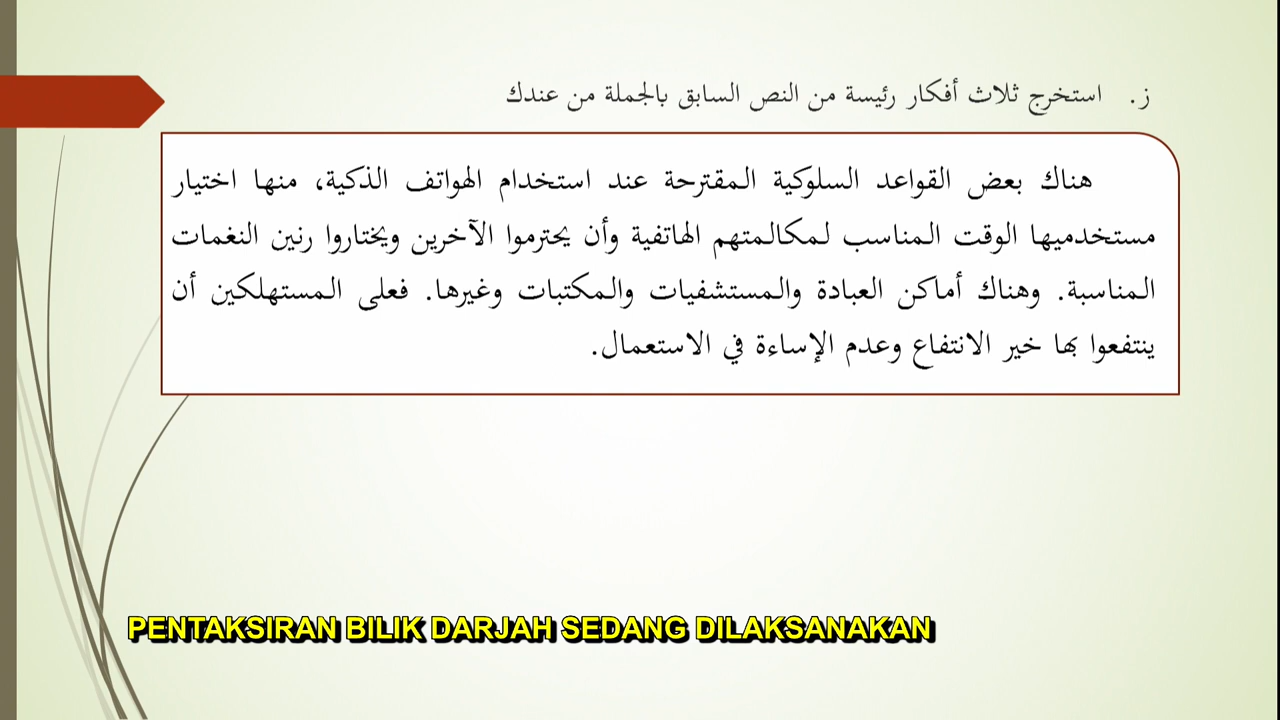 ز. استخرج ثلاث أفكار رئيسة من النص السابق بالجملة من عندك
هناك بعض القواعد السلوكية المقترحة عند استخدام الهواتف الذكية، منها اختيار
مستخدميها الوقت المناسب لمكالمتهم الهاتفية وأن يحترموا الآخرين ويختاروا رنين النغمات
المناسبة. وهناك أماكن العبادة والمستشفيات والمكتبات وغيرها. فعلى المستهلكين أن
ينتفعوا بها خير الانتفاع وعدم الإساءة في الاستعمال.
PENTAKSIRAN BILIK DARJAH SEDANG DILAKSANAKAN